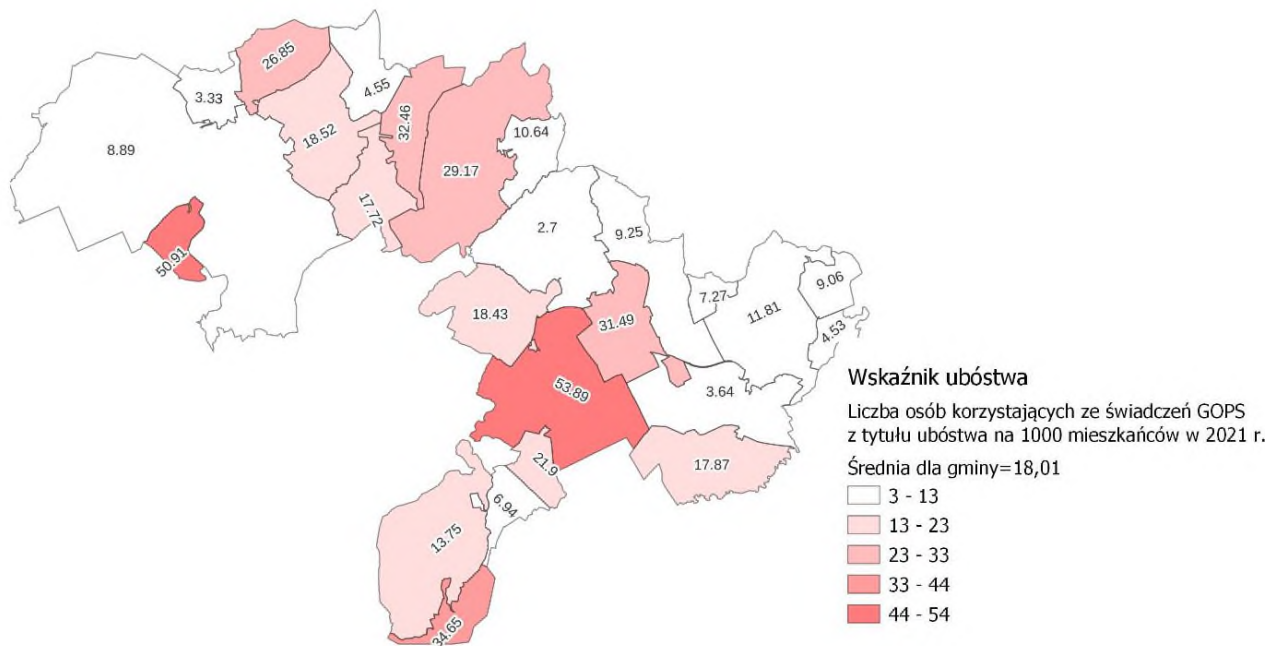 26.85
4.55
3.33
32.46
18.52
10.64
8.89
29.17
17.72
2.7
9.25
50.91
9.06
7.27
11.81
18.43
31.49
4.53
53.89
3.64
21.9
17.87
6.94
13.75
34.65
Wskaźnik ubóstwa
Liczba osób korzystających ze świadczeń GOPS
z tytułu ubóstwa na 1000 mieszkańców w 2021 r.
Średnia dla gminy=18,01
3 - 13
13 - 23
23 - 33
33 - 44
44 - 54